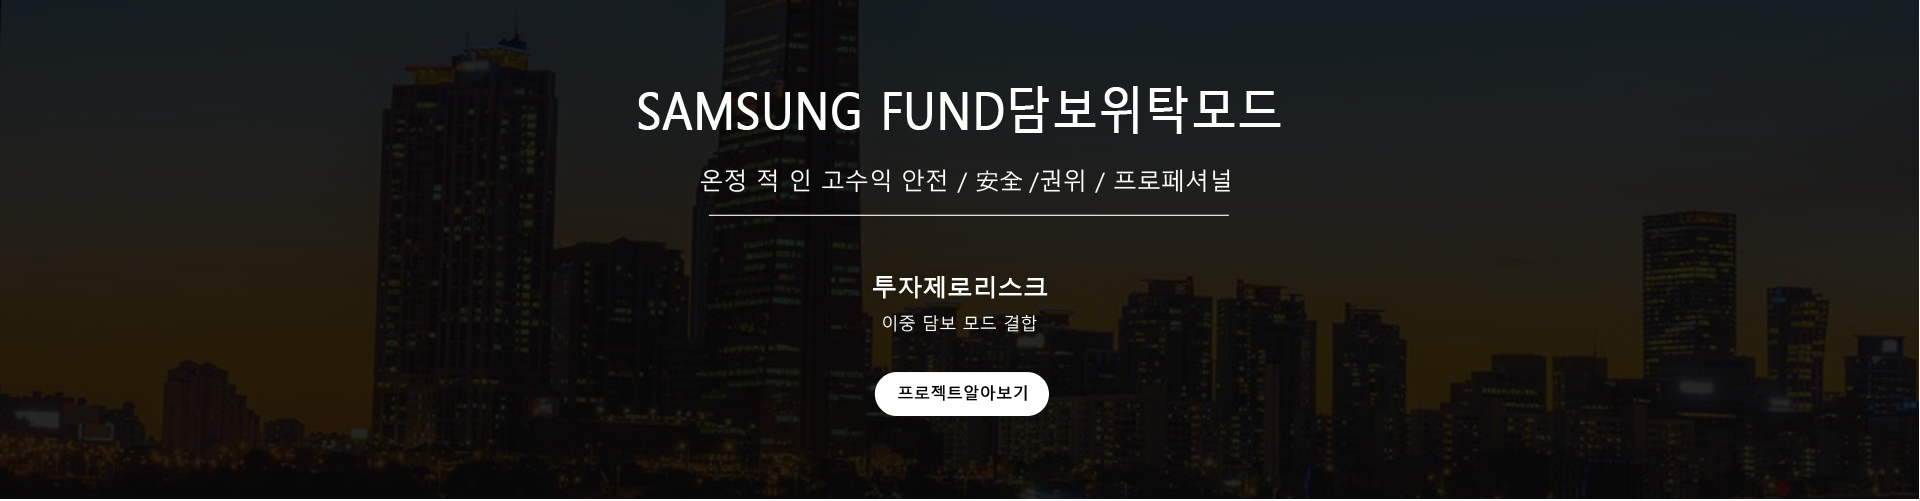 SAMSUNG FUND담보위탁모드
온정 적 인 고수익 안전 / 安全 /권위 / 프로페셔널
투자제로리스크
이중 담보 모드 결합
프로젝트알아보기